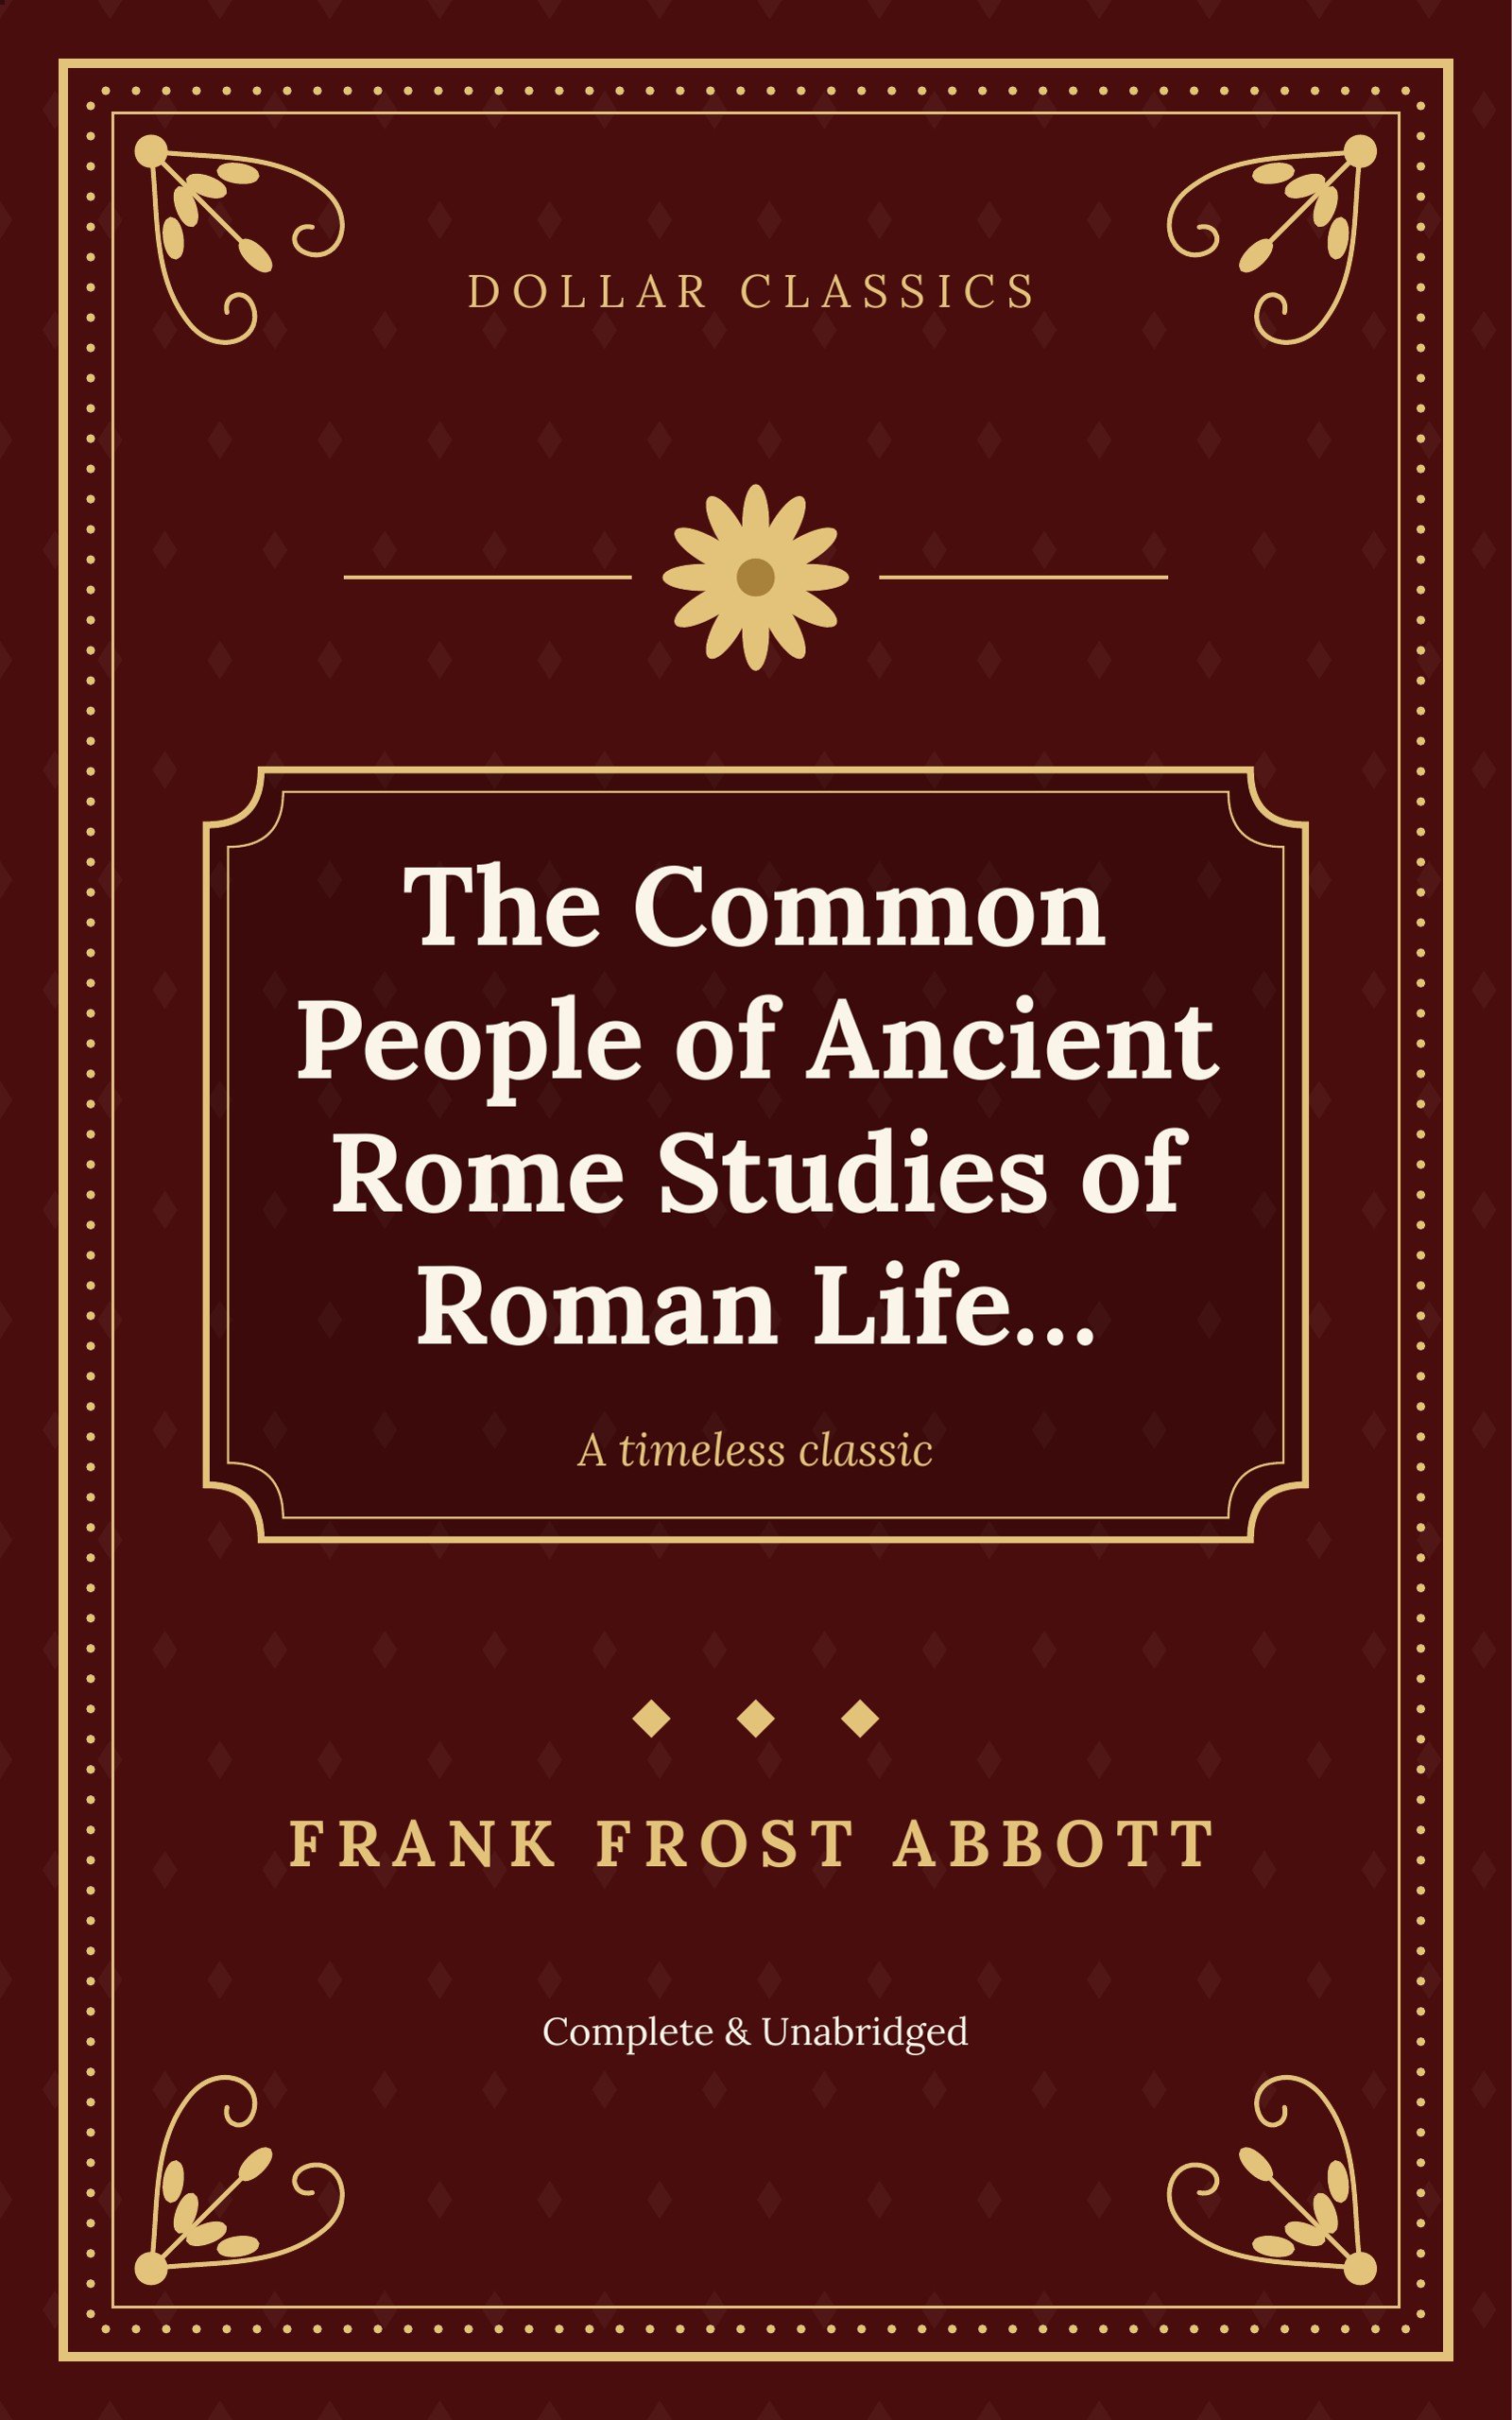 DOLLAR CLASSICS
The Common
People of Ancient
Rome Studies of
Roman Life...
A timeless classic
FRANK FROST ABBOTT
Complete & Unabridged